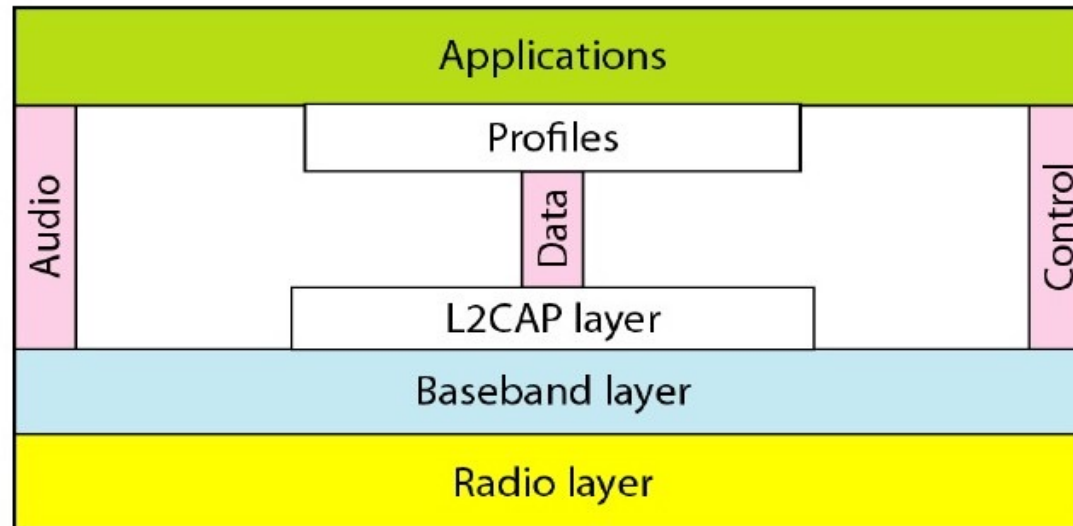 Applications
Profiles
Audio
Data
Control
L2CAP layer
Baseband layer
Radio layer